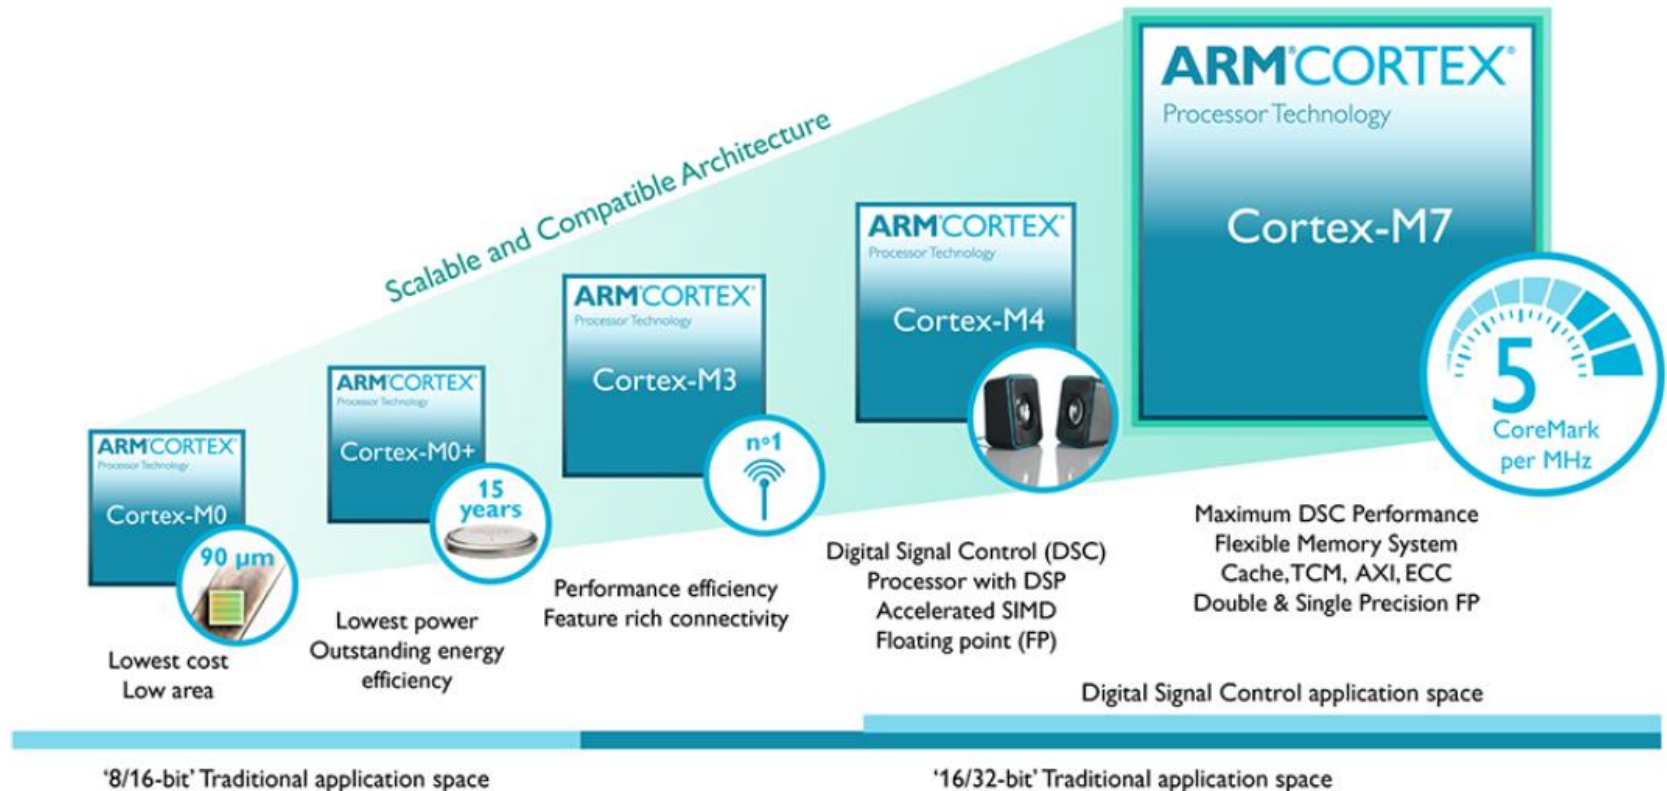 Scalable and Compatible Architecture
ARM®CORTEX®
Processor Technology
Cortex-M0
90 µm
Lowest cost
Low area
ARM®CORTEX®
Processor Technology
Cortex-M0+
15
years
Lowest power
Outstanding energy
efficiency
ARM®CORTEX®
Processor Technology
Cortex-M3
nº1
Performance efficiency
Feature rich connectivity
ARM®CORTEX®
Processor Technology
Cortex-M4
Digital Signal Control (DSC)
Processor with DSP
Accelerated SIMD
Floating point (FP)
ARM®CORTEX®
Processor Technology
Cortex-M7
5
CoreMark
per MHz
Maximum DSC Performance
Flexible Memory System
Cache, TCM, AXI, ECC
Double & Single Precision FP
Digital Signal Control application space
‘8/16-bit’ Traditional application space
‘16/32-bit’ Traditional application space